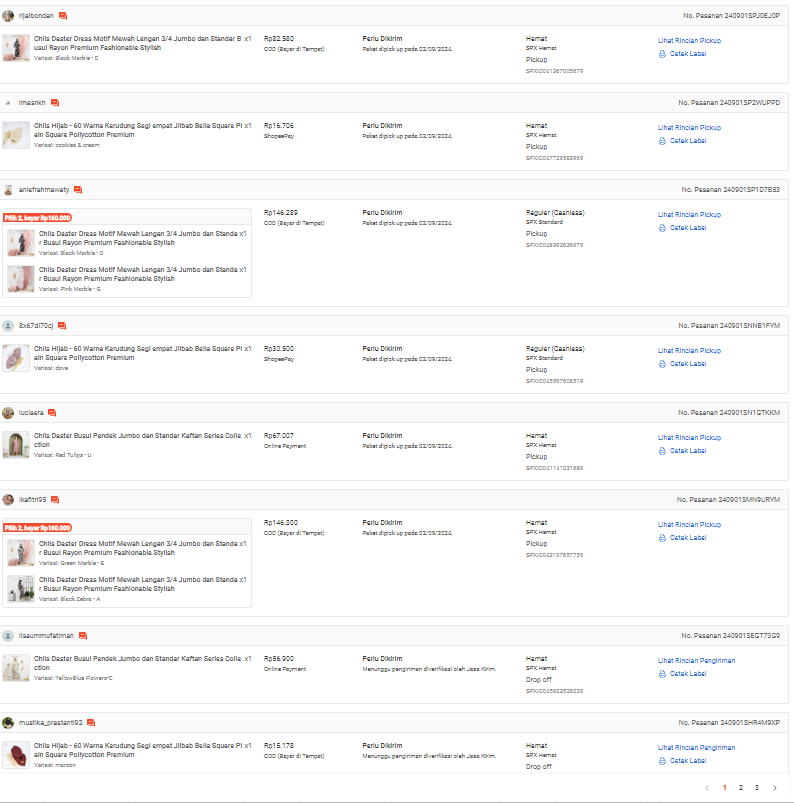 rijalbondan
No. Pesanan 240901SPJ0EJ0P
Chlis Daster Dress Motif Mewah Lengan 3/4 Jumbo dan Standar B x1
usui Rayon Premium Fashionable Stylish
Variasi: Black Marble - D
Rp82.580
COD (Bayar di Tempat)
Perlu Dikirim
Paket dipick up pada 02/09/2024.
Hemat
SPX Hemat
Pickup
SPXID041367005679
Lihat Rincian Pickup
Cetak Label
imasnkh
No. Pesanan 240901SP2WUPPD
Chlis Hijab - 60 Warna Kerudung Segi empat Jilbab Bella Square Pl x1
ain Square Pollycotton Premium
Variasi: cookies & cream
Rp16.706
ShopeePay
Perlu Dikirim
Paket dipick up pada 02/09/2024.
Hemat
SPX Hemat
Pickup
SPXID047729583969
Lihat Rincian Pickup
Cetak Label
aniefrahmawaty
No. Pesanan 240901SP1D7BS3
Pilih 2, bayar Rp160.000
Chlis Daster Dress Motif Mewah Lengan 3/4 Jumbo dan Standa x1
r Busui Rayon Premium Fashionable Stylish
Variasi: Black Marble - D
Chlis Daster Dress Motif Mewah Lengan 3/4 Jumbo dan Standa x1
r Busui Rayon Premium Fashionable Stylish
Variasi: Pink Marble - G
Rp146.289
COD (Bayar di Tempat)
Perlu Dikirim
Paket dipick up pada 02/09/2024.
Reguler (Cashless)
SPX Standard
Pickup
SPXID048392636979
Lihat Rincian Pickup
Cetak Label
8x67di70cj
No. Pesanan 240901SNNB1FYM
Chlis Hijab - 60 Warna Kerudung Segi empat Jilbab Bella Square Pl x1
ain Square Pollycotton Premium
Variasi: dove
Rp30.500
ShopeePay
Perlu Dikirim
Paket dipick up pada 02/09/2024.
Reguler (Cashless)
SPX Standard
Pickup
SPXID045397606519
Lihat Rincian Pickup
Cetak Label
luciasra
No. Pesanan 240901SN1GTKKM
Chlis Daster Busui Pendek Jumbo dan Standar Kaftan Series Colle x1
ction
Variasi: Red Tulips - U
Rp67.007
Online Payment
Perlu Dikirim
Paket dipick up pada 02/09/2024.
Hemat
SPX Hemat
Pickup
SPXID041141021689
Lihat Rincian Pickup
Cetak Label
ikafitri95
No. Pesanan 240901SMN9URYM
Pilih 2, bayar Rp160.000
Chlis Daster Dress Motif Mewah Lengan 3/4 Jumbo dan Standa x1
r Busui Rayon Premium Fashionable Stylish
Variasi: Green Marble - E
Chlis Daster Dress Motif Mewah Lengan 3/4 Jumbo dan Standa x1
r Busui Rayon Premium Fashionable Stylish
Variasi: Black Zebra - A
Rp146.300
COD (Bayar di Tempat)
Perlu Dikirim
Paket dipick up pada 02/09/2024.
Hemat
SPX Hemat
Pickup
SPXID043197657759
Lihat Rincian Pickup
Cetak Label
iisaummufatimah
No. Pesanan 240901SEGT73G9
Chlis Daster Busui Pendek Jumbo dan Standar Kaftan Series Colle x1
ction
Variasi: YellowBlue Flowers-C
Rp56.900
Online Payment
Perlu Dikirim
Menunggu pengiriman diverifikasi oleh Jasa Kirim.
Hemat
SPX Hemat
Drop off
SPXID045623526029
Lihat Rincian Pengiriman
Cetak Label
mustika_prastanti92
No. Pesanan 240901SHR4M9XP
Chlis Hijab - 60 Warna Kerudung Segi empat Jilbab Bella Square Pl x1
ain Square Pollycotton Premium
Variasi: maroon
Rp15.178
COD (Bayar di Tempat)
Perlu Dikirim
Menunggu pengiriman diverifikasi oleh Jasa Kirim.
Hemat
SPX Hemat
Drop off
Lihat Rincian Pengiriman
Cetak Label
1 2 3